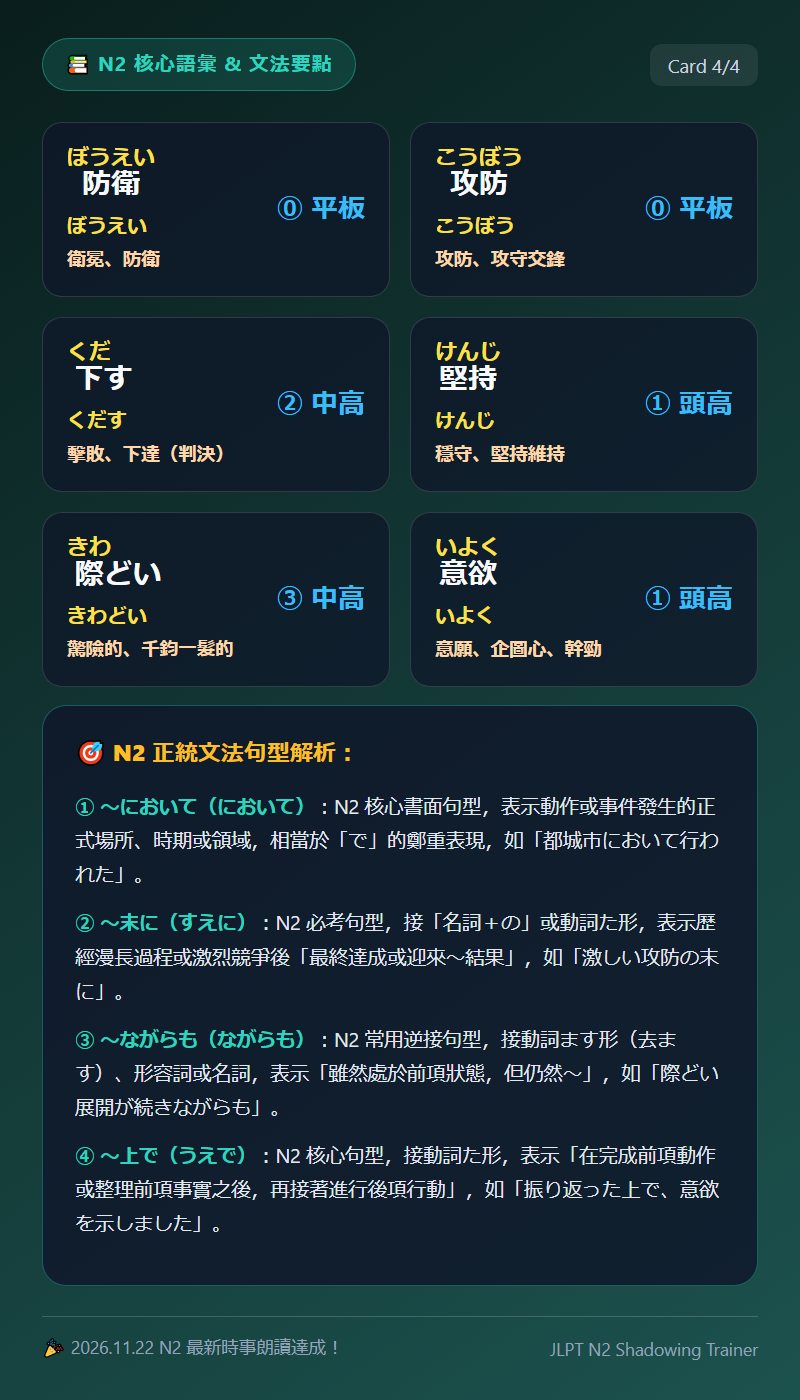 📚 N2 核心語彙 & 文法要點
Card 4/4
ぼうえい
防衛
ぼうえい
衛冕、防衛
⓪ 平板
こうぼう
攻防
こうぼう
攻防、攻守交鋒
⓪ 平板
くだ
下す
くだす
擊敗、下達（判決）
② 中高
けんじ
堅持
けんじ
穩守、堅持維持
① 頭高
きわ
際どい
きわどい
驚險的、千鈞一髮的
③ 中高
いよく
意欲
いよく
意願、企圖心、幹勁
① 頭高
🎯 N2 正統文法句型解析：
① ～において（において）：N2 核心書面句型，表示動作或事件發生的正
式場所、時期或領域，相當於「で」的鄭重表現，如「都城市において行わ
れた」。
② ～末に（すえに）：N2 必考句型，接「名詞＋の」或動詞た形，表示歷
經漫長過程或激烈競爭後「最終達成或迎來～結果」，如「激しい攻防の末
に」。
③ ～ながらも（ながらも）：N2 常用逆接句型，接動詞ます形（去ま
す）、形容詞或名詞，表示「雖然處於前項狀態，但仍然～」，如「際どい
展開が続きながらも」。
④ ～上で（うえで）：N2 核心句型，接動詞た形，表示「在完成前項動作
或整理前項事實之後，再接著進行後項行動」，如「振り返った上で、意欲
を示しました」。
🎉 2026.11.22 N2 最新時事朗讀達成！
JLPT N2 Shadowing Trainer